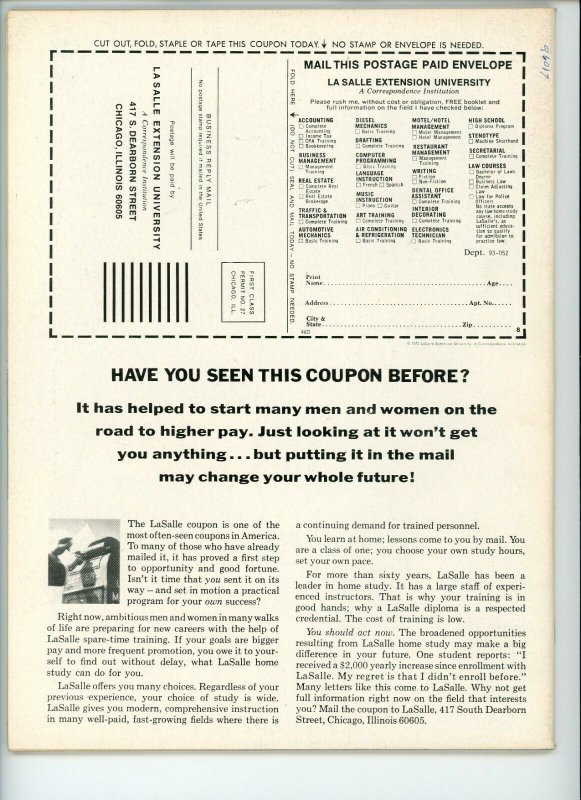 96017
CUT OUT, FOLD, STAPLE OR TAPE THIS COUPON TODAY. NO STAMP OR ENVELOPE IS NEEDED.
LA SALLE EXTENSION UNIVERSITY
A Correspondence Institution
417 S. DEARBORN STREET
CHICAGO, ILLINOIS 60605
Postage will be paid by
BUSINESS REPLY MAIL
No postage stamp required if mailed in the United States
FIRST CLASS
PERMIT NO. 27
CHICAGO, ILL.
FOLD HERE
(DO NOT CUT) SEAL AND MAIL TODAY – NO STAMP NEEDED.
MAIL THIS POSTAGE PAID ENVELOPE
LA SALLE EXTENSION UNIVERSITY
A Correspondence Institution
Please rush me, without cost or obligation, FREE booklet and
full information on the field I have checked below:
ACCOUNTING
Complete
Accounting
Income Tax
CPA Training
Bookkeeping
BUSINESS
MANAGEMENT
Management
Training
REAL ESTATE
Complete Real
Estate
Real Estate
Brokerage
TRAFFIC &
TRANSPORTATION
Complete Training
AUTOMOTIVE
MECHANICS
Basic Training
DIESEL
MECHANICS
Basic Training
DRAFTING
Complete Training
COMPUTER
PROGRAMMING
Basic Training
LANGUAGE
INSTRUCTION
French Spanish
MUSIC
INSTRUCTION
Piano Guitar
ART TRAINING
Complete Training
AIR CONDITIONING
& REFRIGERATION
Basic Training
MOTEL/HOTEL
MANAGEMENT
Motel Management
Hotel Management
RESTAURANT
MANAGEMENT
Management
Training
WRITING
Fiction
Non-Fiction
DENTAL OFFICE
ASSISTANT
Complete Training
INTERIOR
DECORATING
Complete Training
ELECTRONICS
TECHNICIAN
Basic Training
HIGH SCHOOL
Diploma Program
STENOTYPE
Machine Shorthand
SECRETARIAL
Complete Training
LAW COURSES
Bachelor of Laws
Degree
Business Law
Claim Adjusting
Law
Law for Police
Officers
No state accepts
any law home study
course, including
LaSalle's, as
sufficient educa-
tion to qualify
for admission to
practice law.
Dept. 93-052
Print
Name Age
Address Apt. No.
City &
State Zip
46D
8
© 1973 LaSalle Extension University, A Correspondence Institution
HAVE YOU SEEN THIS COUPON BEFORE?
It has helped to start many men and women on the
road to higher pay. Just looking at it won't get
you anything...but putting it in the mail
may change your whole future!
The LaSalle coupon is one of the
most often-seen coupons in America.
To many of those who have already
mailed it, it has proved a first step
to opportunity and good fortune.
Isn't it time that you sent it on its
way – and set in motion a practical
program for your own success?
Right now, ambitious men and women in many walks
of life are preparing for new careers with the help of
LaSalle spare-time training. If your goals are bigger
pay and more frequent promotion, you owe it to your-
self to find out without delay, what LaSalle home
study can do for you.
LaSalle offers you many choices. Regardless of your
previous experience, your choice of study is wide.
LaSalle gives you modern, comprehensive instruction
in many well-paid, fast-growing fields where there is
a continuing demand for trained personnel.
You learn at home; lessons come to you by mail. You
are a class of one; you choose your own study hours,
set your own pace.
For more than sixty years, LaSalle has been a
leader in home study. It has a large staff of experi-
enced instructors. That is why your training is in
good hands; why a LaSalle diploma is a respected
credential. The cost of training is low.
You should act now. The broadened opportunities
resulting from LaSalle home study may make a big
difference in your future. One student reports: "I
received a $2,000 yearly increase since enrollment with
LaSalle. My regret is that I didn't enroll before."
Many letters like this come to LaSalle. Why not get
full information right now on the field that interests
you? Mail the coupon to LaSalle, 417 South Dearborn
Street, Chicago, Illinois 60605.